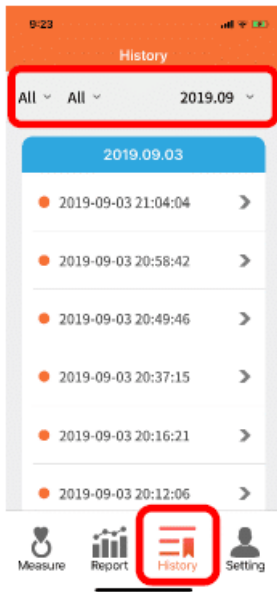 9:23
History
All All 2019.09
2019.09.03
2019-09-03 21:04:04
2019-09-03 20:58:42
2019-09-03 20:49:46
2019-09-03 20:37:15
2019-09-03 20:16:21
2019-09-03 20:12:06
Measure Report History Setting